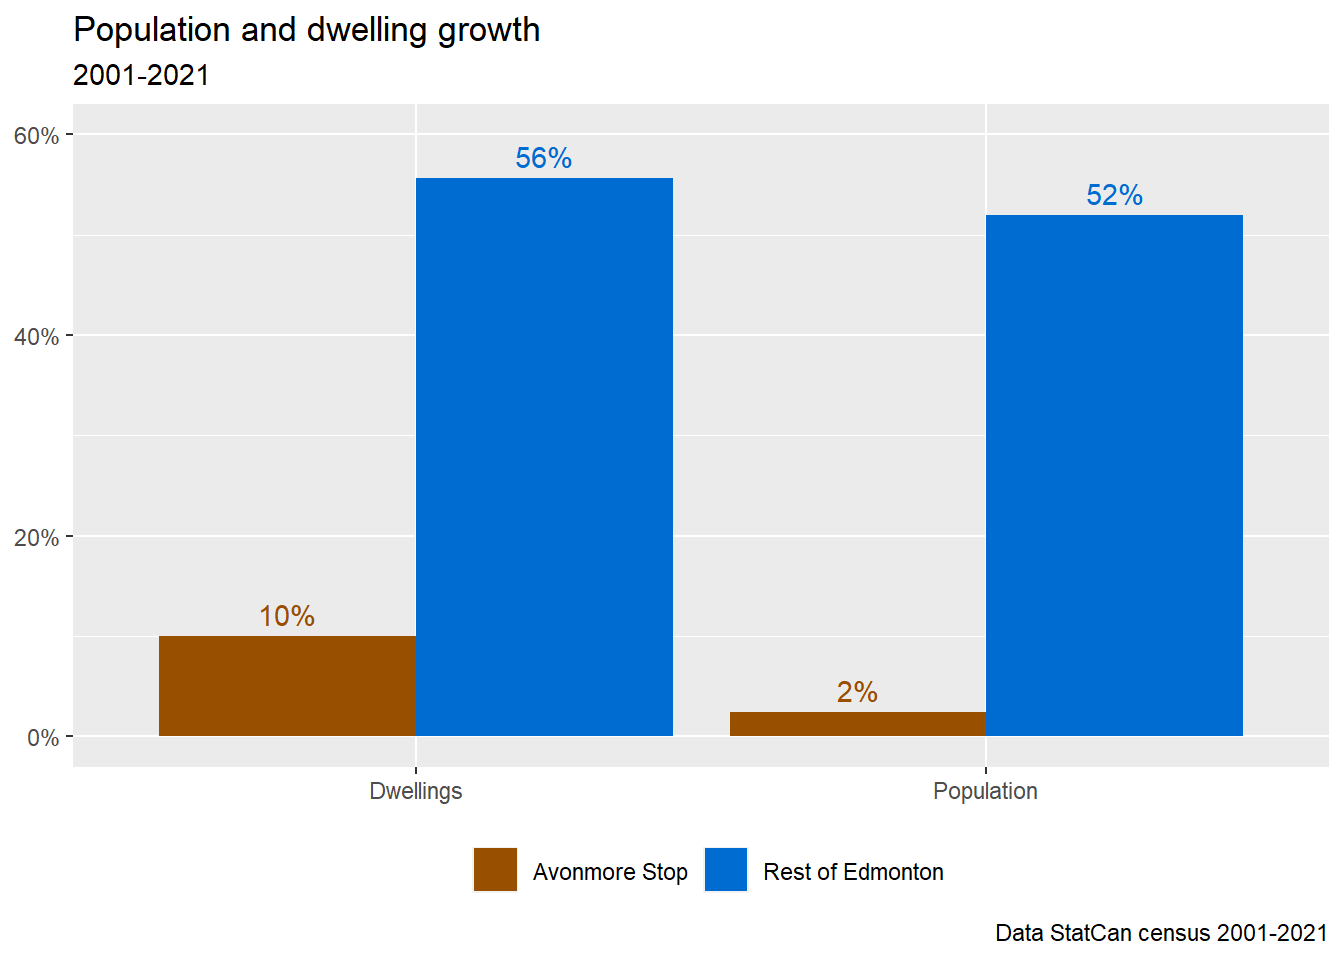 Population and dwelling growth
2001-2021
60%
40%
20%
0%
56%
52%
10%
2%
Dwellings
Population
Avonmore Stop
Rest of Edmonton
Data StatCan census 2001-2021